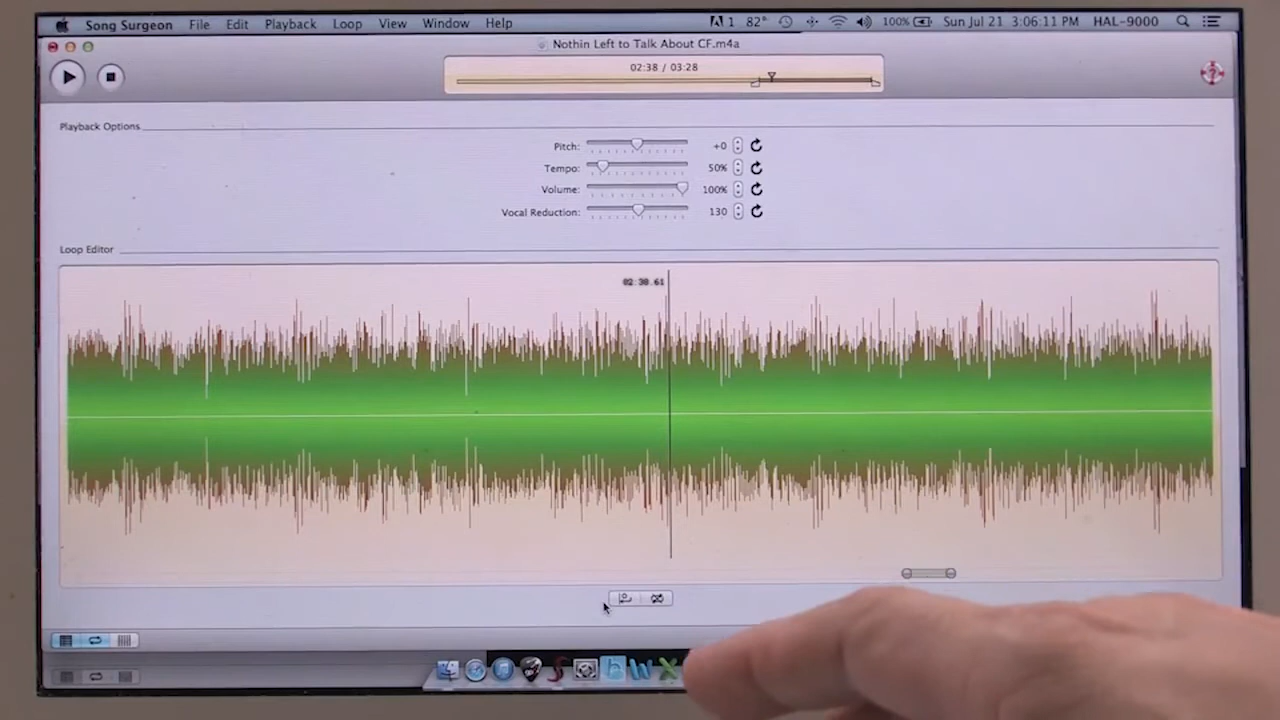 Song Surgeon File Edit Playback Loop View Window Help 1 82° 100% Sun Jul 21 3:06:11 PM HAL-9000
Nothin Left to Talk About CF.m4a
02:38 / 03:28
Playback Options
Pitch: +0
Tempo: 50%
Volume: 100%
Vocal Reduction: 130
Loop Editor
02:38.61